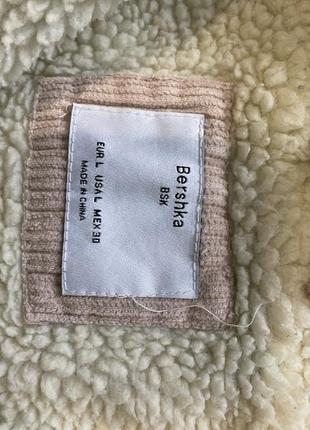 Bershka
BSK
EUR L USA L MEX 30
MADE IN CHINA